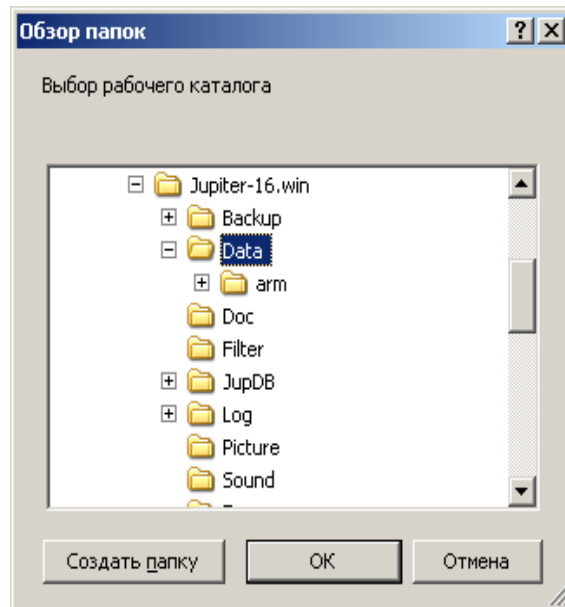 Обзор папок
Выбор рабочего каталога
Jupiter-16.win
Backup
Data
arm
Doc
Filter
JupDB
Log
Picture
Sound
Создать папку
ОК
Отмена